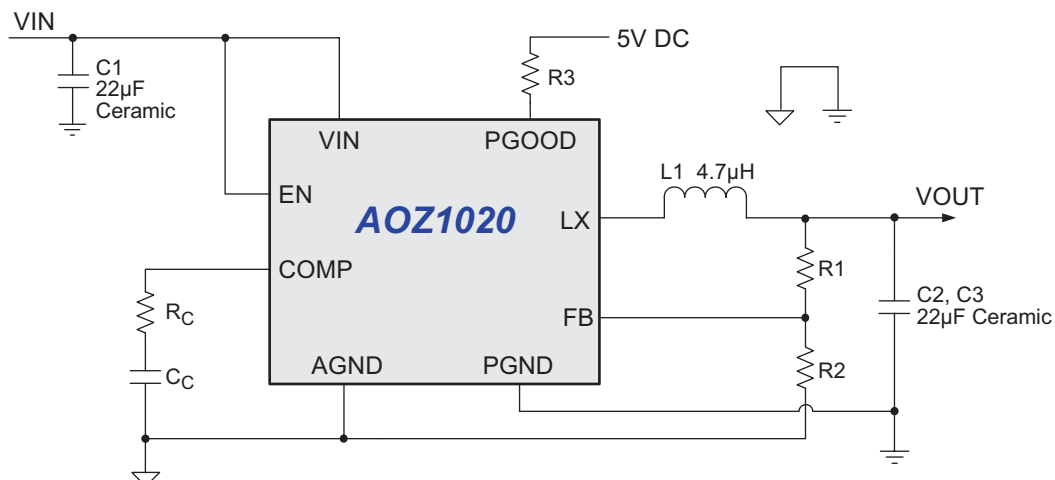 VIN
5V DC
C1
22µF
Ceramic
R3
VIN
PGOOD
L1 4.7µH
EN
VOUT
AOZ1020
LX
COMP
R1
C2, C3
22µF Ceramic
RC
FB
AGND
PGND
R2
CC